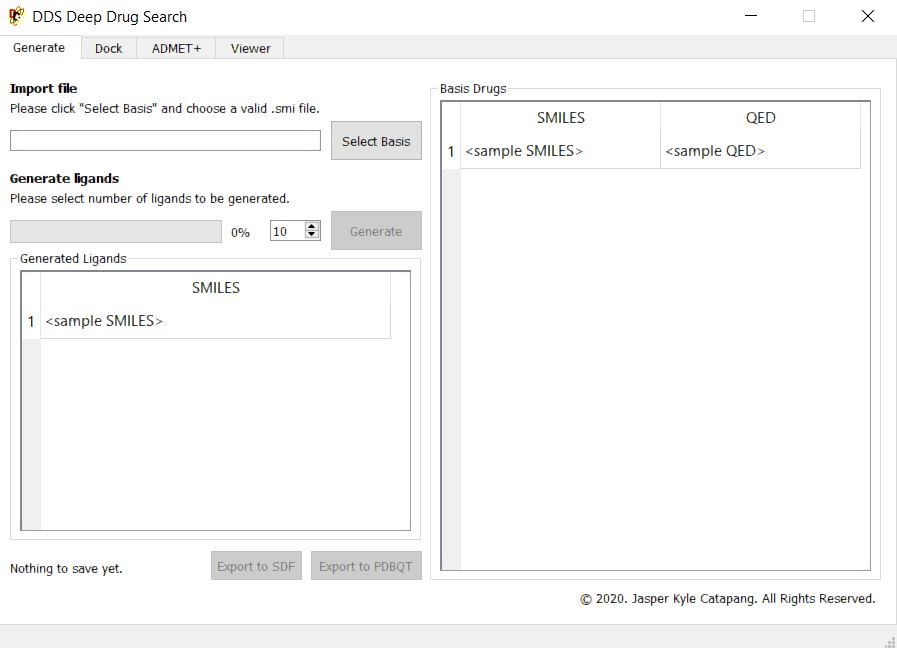 DDS Deep Drug Search
Generate
Dock
ADMET+
Viewer
Import file
Please click "Select Basis" and choose a valid .smi file.
Select Basis
Generate ligands
Please select number of ligands to be generated.
0%
10
Generate
Generated Ligands
SMILES
1 <sample SMILES>
Nothing to save yet.
Export to SDF
Export to PDBQT
Basis Drugs
SMILES QED
1 <sample SMILES> <sample QED>
© 2020. Jasper Kyle Catapang. All Rights Reserved.